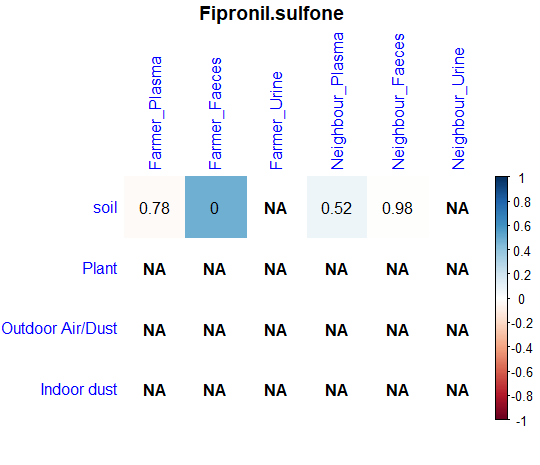 Fipronil.sulfone
Farmer_Plasma
Farmer_Faeces
Farmer_Urine
Neighbour_Plasma
Neighbour_Faeces
Neighbour_Urine
soil 0.78 0 NA 0.52 0.98 NA
Plant NA NA NA NA NA NA
Outdoor Air/Dust NA NA NA NA NA NA
Indoor dust NA NA NA NA NA NA
1
0.8
0.6
0.4
0.2
0
-0.2
-0.4
-0.6
-0.8
-1